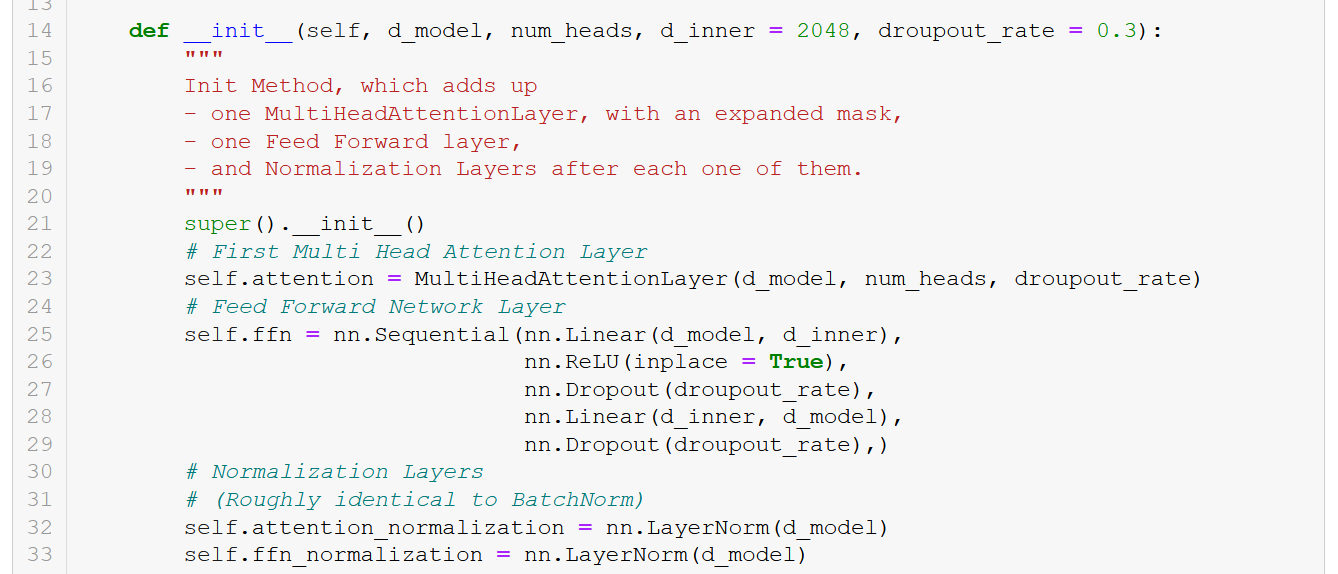 13
14 def __init__(self, d_model, num_heads, d_inner = 2048, droupout_rate = 0.3):
15 """
16 Init Method, which adds up
17 - one MultiHeadAttentionLayer, with an expanded mask,
18 - one Feed Forward layer,
19 - and Normalization Layers after each one of them.
20 """
21 super().__init__()
22 # First Multi Head Attention Layer
23 self.attention = MultiHeadAttentionLayer(d_model, num_heads, droupout_rate)
24 # Feed Forward Network Layer
25 self.ffn = nn.Sequential(nn.Linear(d_model, d_inner),
26 nn.ReLU(inplace = True),
27 nn.Dropout(droupout_rate),
28 nn.Linear(d_inner, d_model),
29 nn.Dropout(droupout_rate),)
30 # Normalization Layers
31 # (Roughly identical to BatchNorm)
32 self.attention_normalization = nn.LayerNorm(d_model)
33 self.ffn_normalization = nn.LayerNorm(d_model)